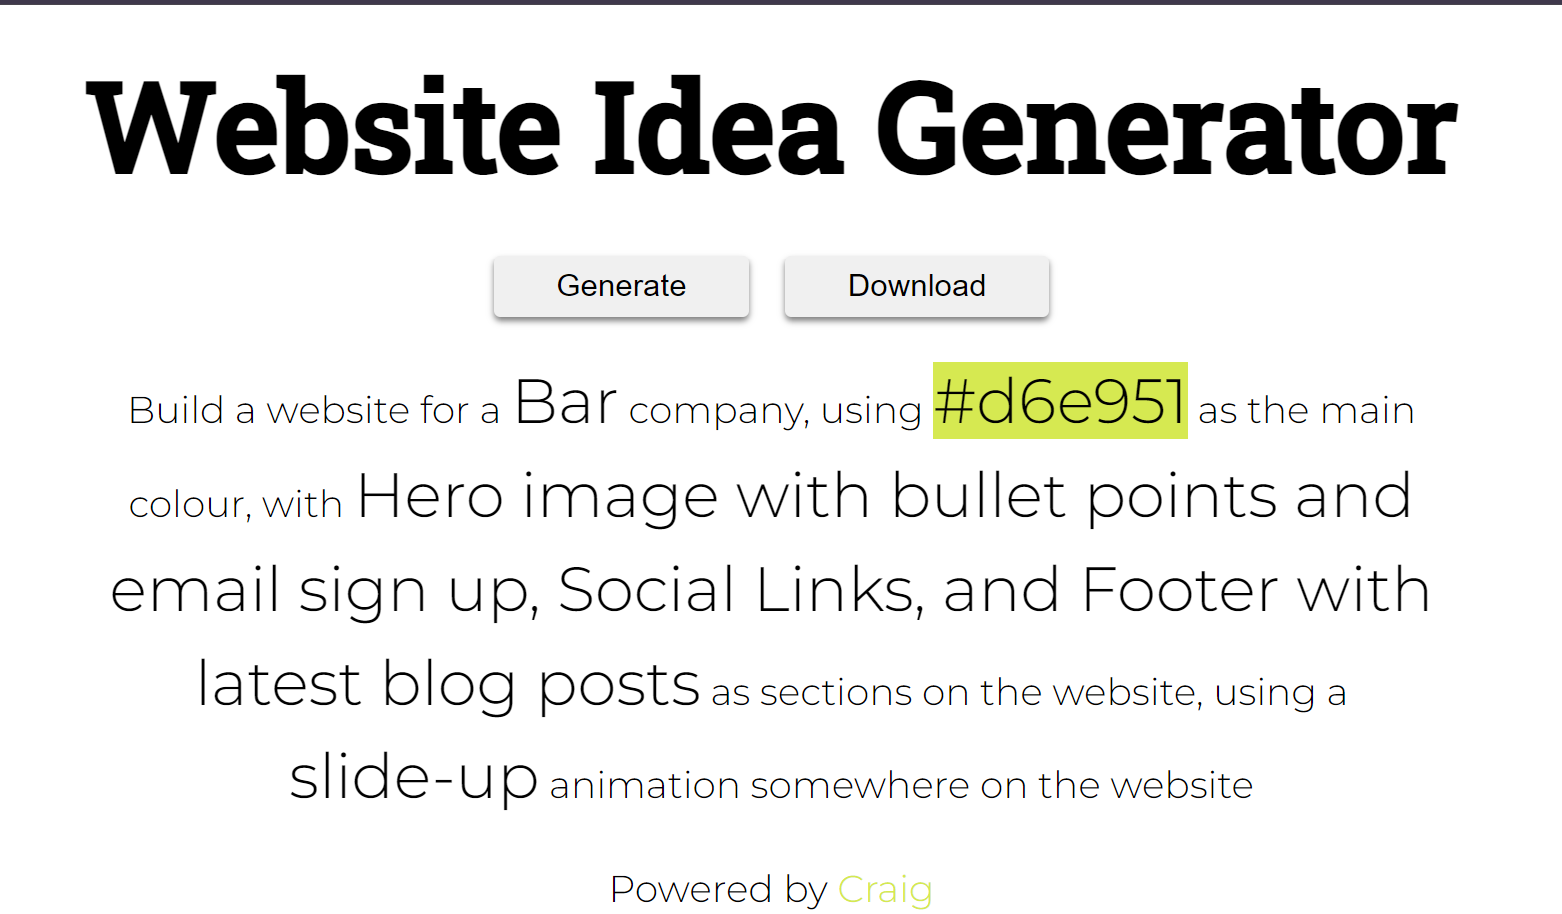 Website Idea Generator
Generate Download
Build a website for a Bar company, using #d6e951 as the main
colour, with Hero image with bullet points and
email sign up, Social Links, and Footer with
latest blog posts as sections on the website, using a
slide-up animation somewhere on the website
Powered by Craig